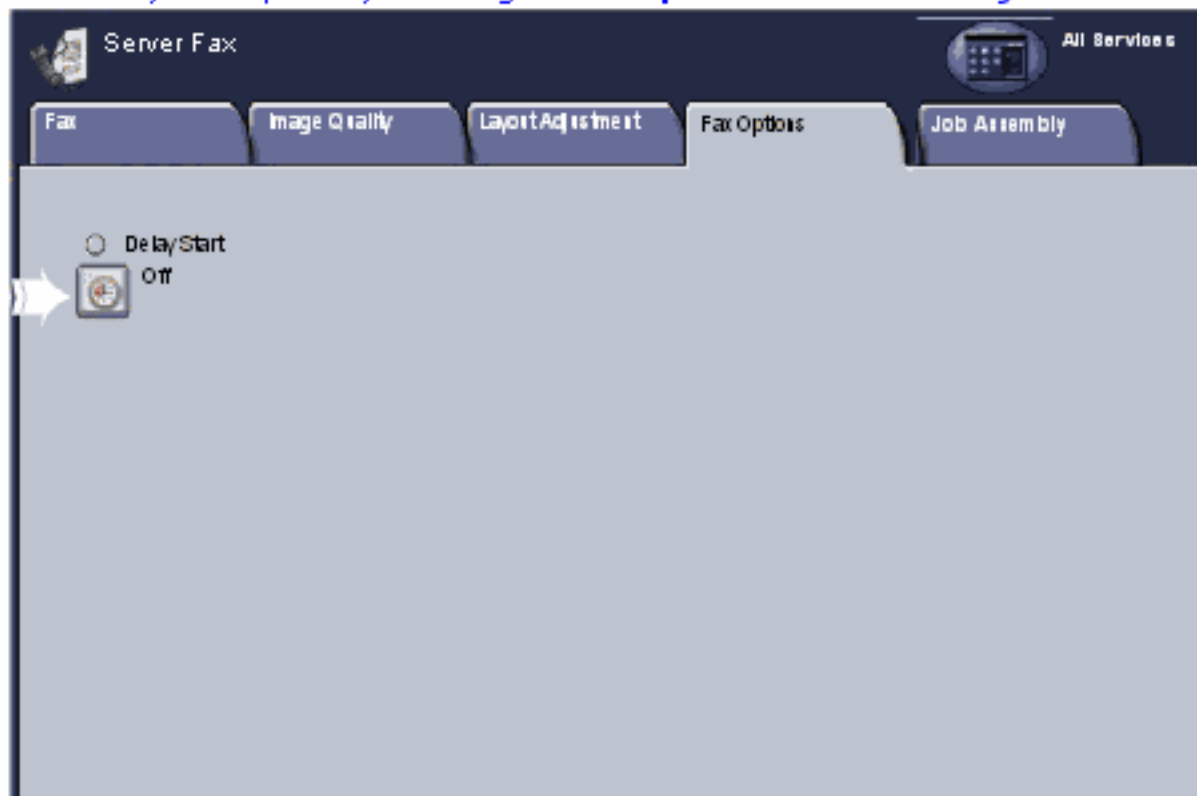 Server Fax
All Services
Fax
Image Quality
Layout Adjustment
Fax Options
Job Assembly
Delay Start
Off